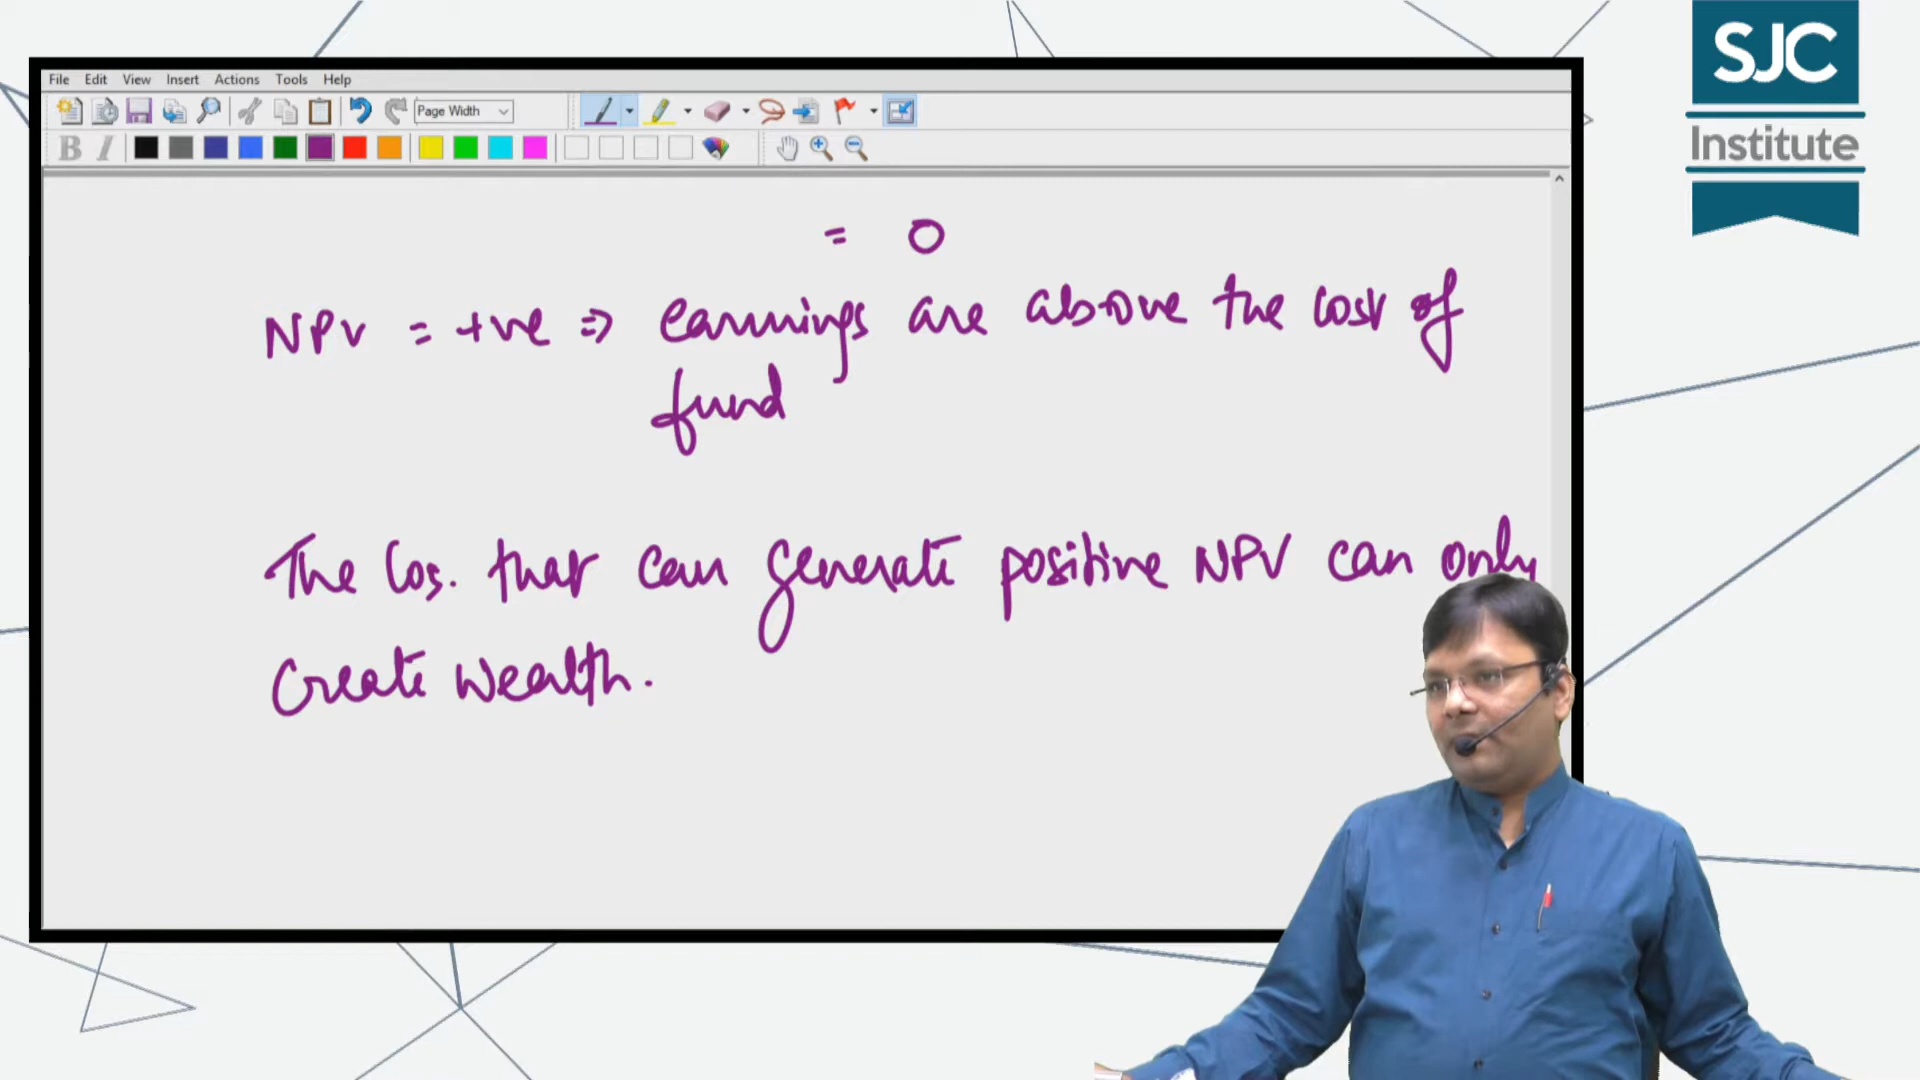 SJC
Institute
File Edit View Insert Actions Tools Help
Page Width
B I
= 0
NPV = +ve => earnings are above the cost of
fund
The Cos. that can generate positive NPV can only
create wealth.